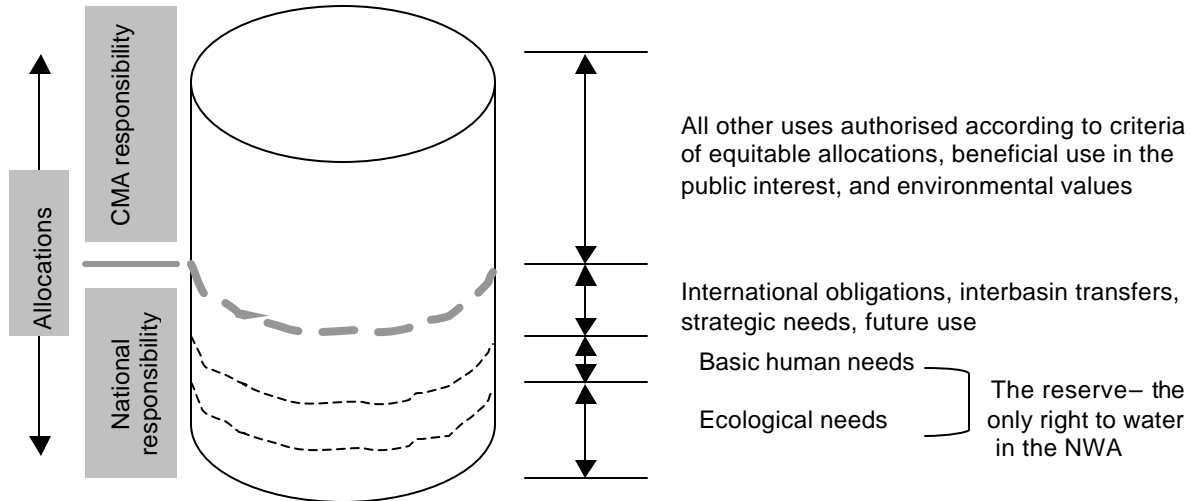 Allocations
CMA responsibility
National
responsibility
All other uses authorised according to criteria
of equitable allocations, beneficial use in the
public interest, and environmental values
International obligations, interbasin transfers,
strategic needs, future use
Basic human needs
Ecological needs
The reserve– the
only right to water
in the NWA